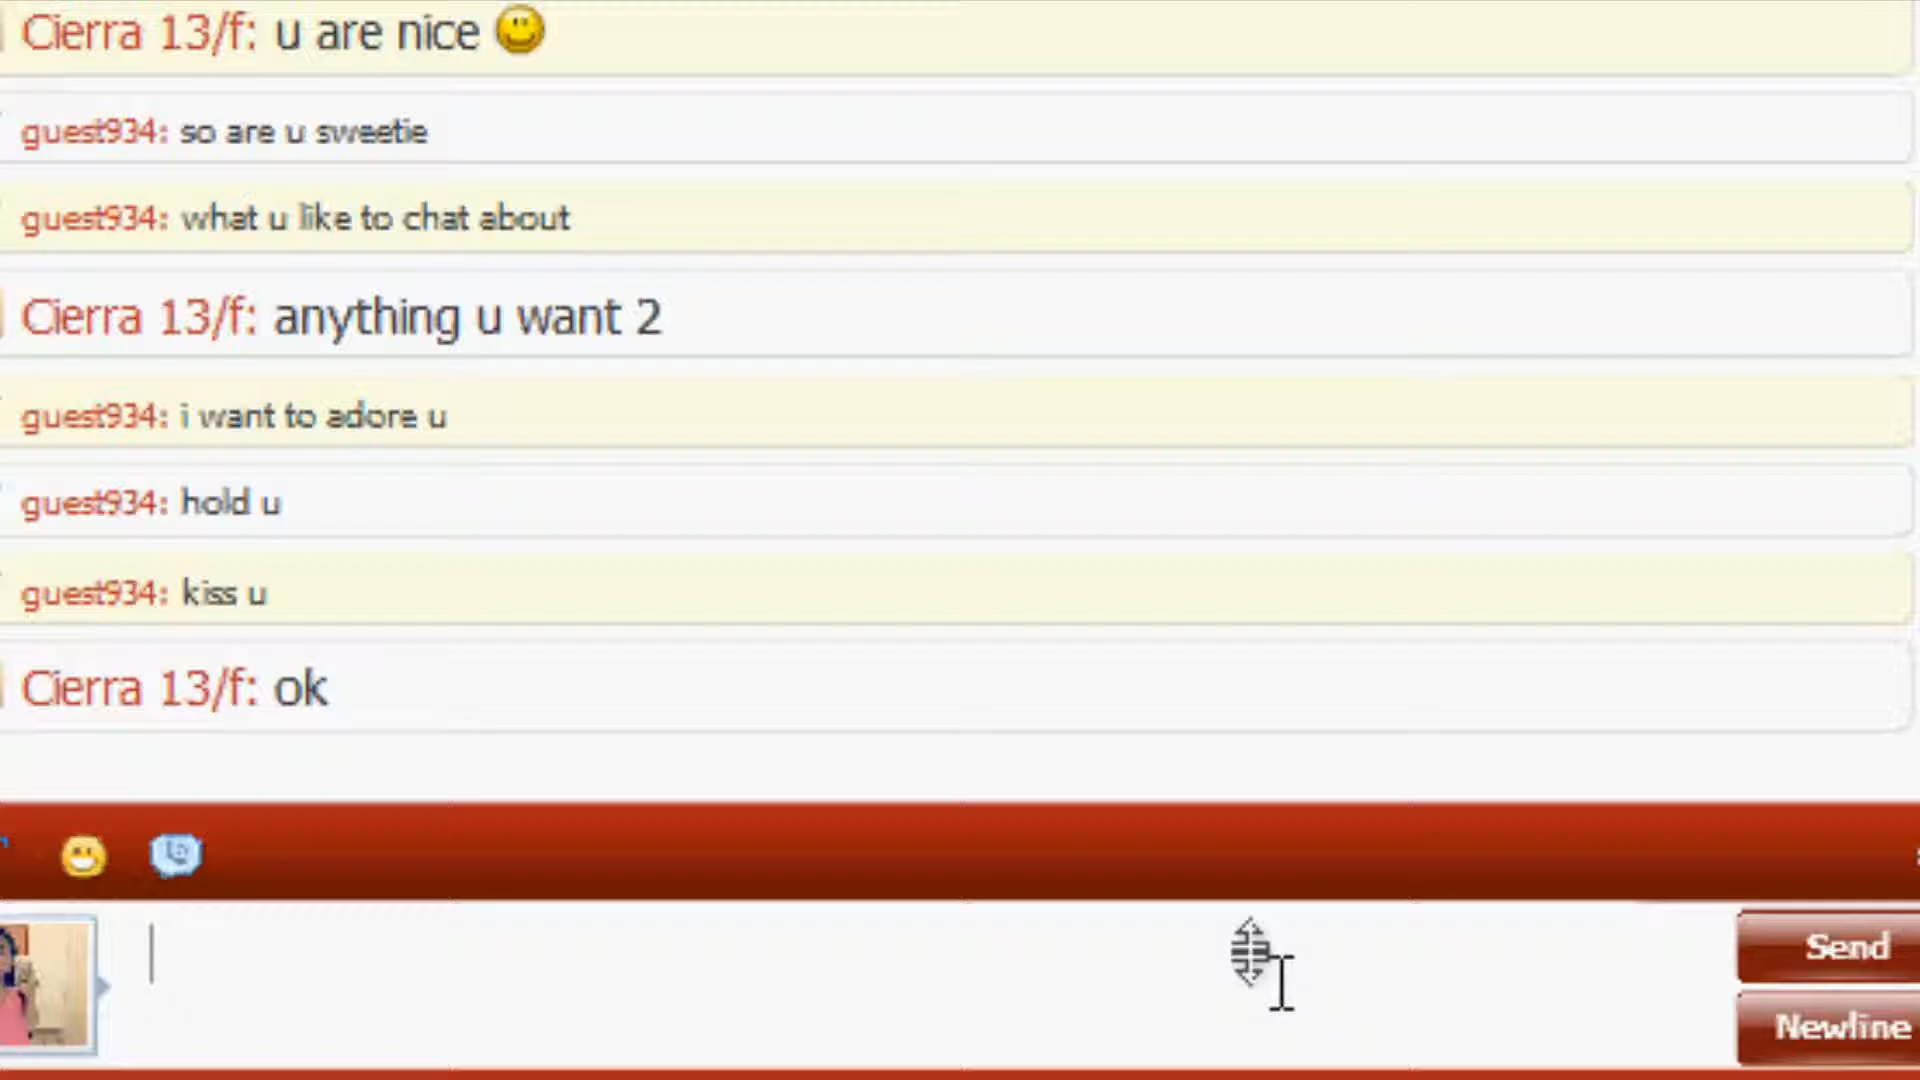 Cierra 13/f: u are nice
guest934: so are u sweetie
guest934: what u like to chat about
Cierra 13/f: anything u want 2
guest934: i want to adore u
guest934: hold u
guest934: kiss u
Cierra 13/f: ok
Send
Newline